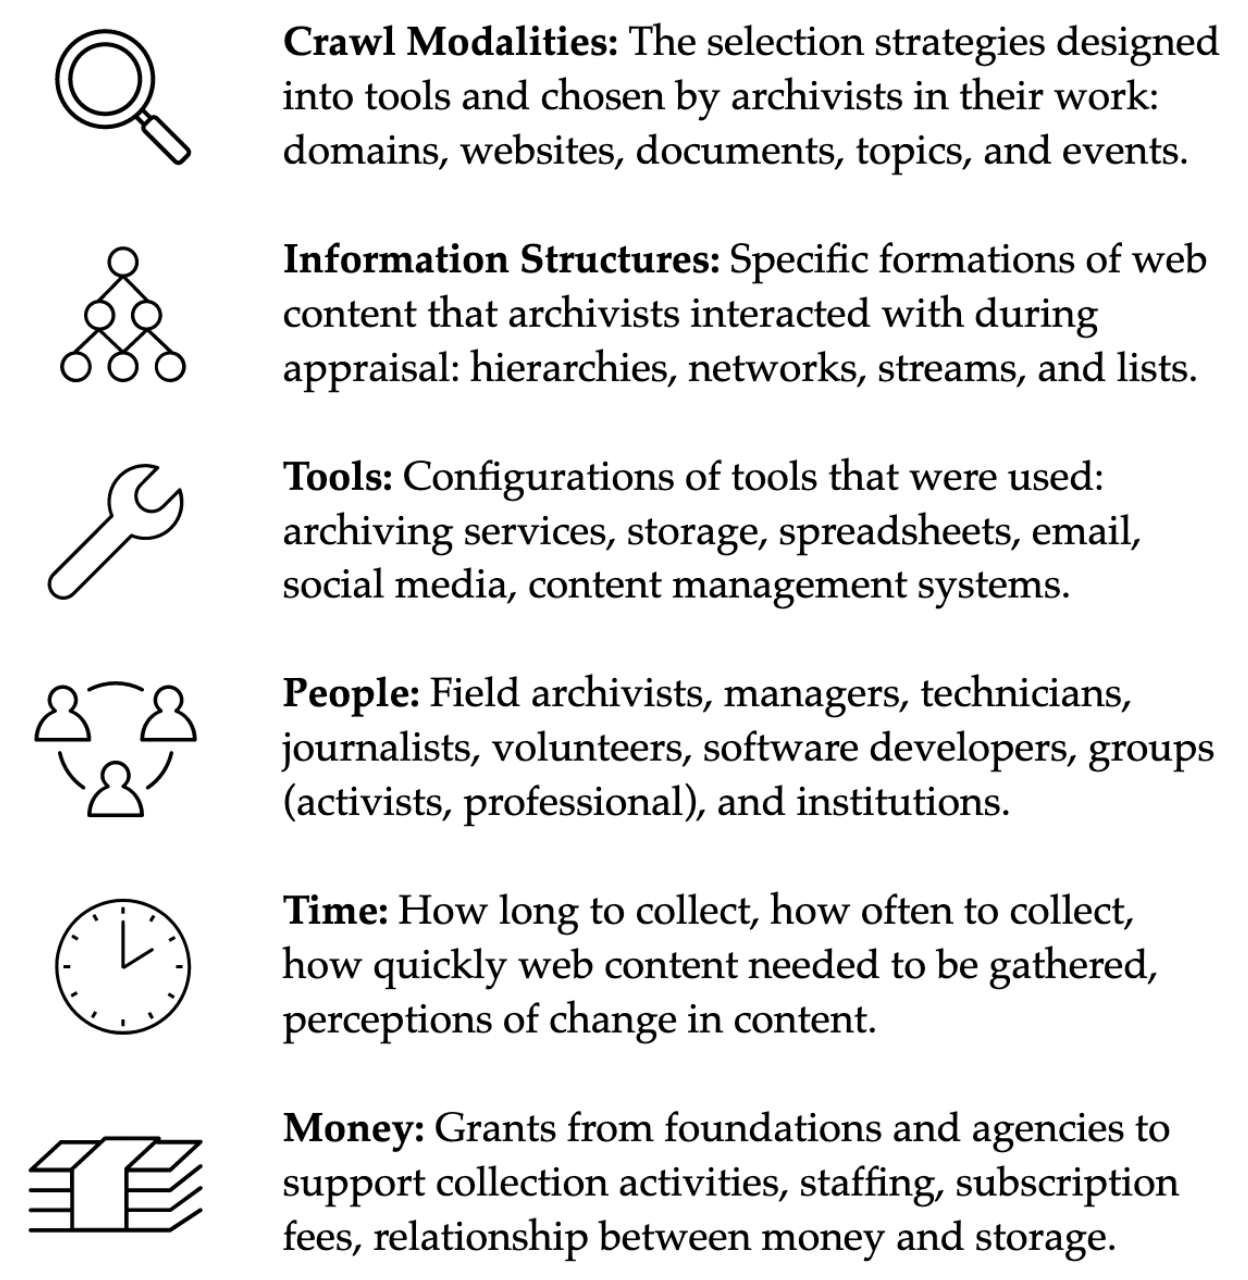 Crawl Modalities: The selection strategies designed
into tools and chosen by archivists in their work:
domains, websites, documents, topics, and events.
Information Structures: Specific formations of web
content that archivists interacted with during
appraisal: hierarchies, networks, streams, and lists.
Tools: Configurations of tools that were used:
archiving services, storage, spreadsheets, email,
social media, content management systems.
People: Field archivists, managers, technicians,
journalists, volunteers, software developers, groups
(activists, professional), and institutions.
Time: How long to collect, how often to collect,
how quickly web content needed to be gathered,
perceptions of change in content.
Money: Grants from foundations and agencies to
support collection activities, staffing, subscription
fees, relationship between money and storage.